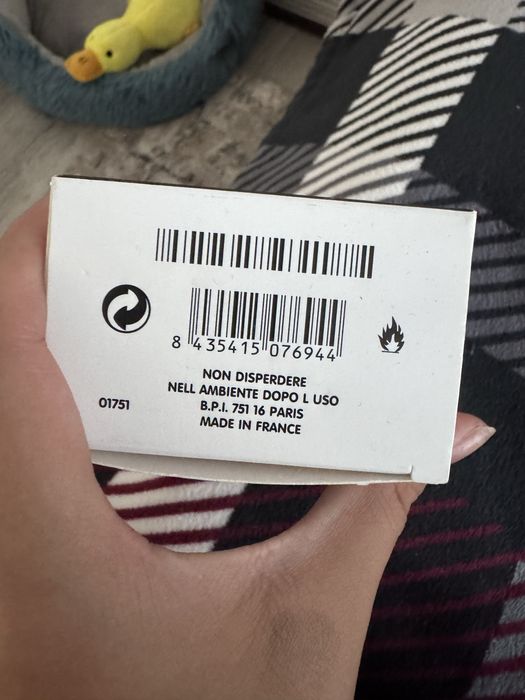 8 435415 076944
NON DISPERDERE
NELL AMBIENTE DOPO L USO
01751
B.P.I. 751 16 PARIS
MADE IN FRANCE